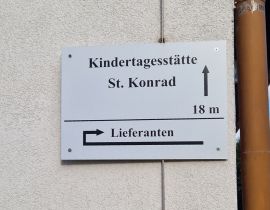 Kindertagesstätte
St. Konrad
18 m
Lieferanten